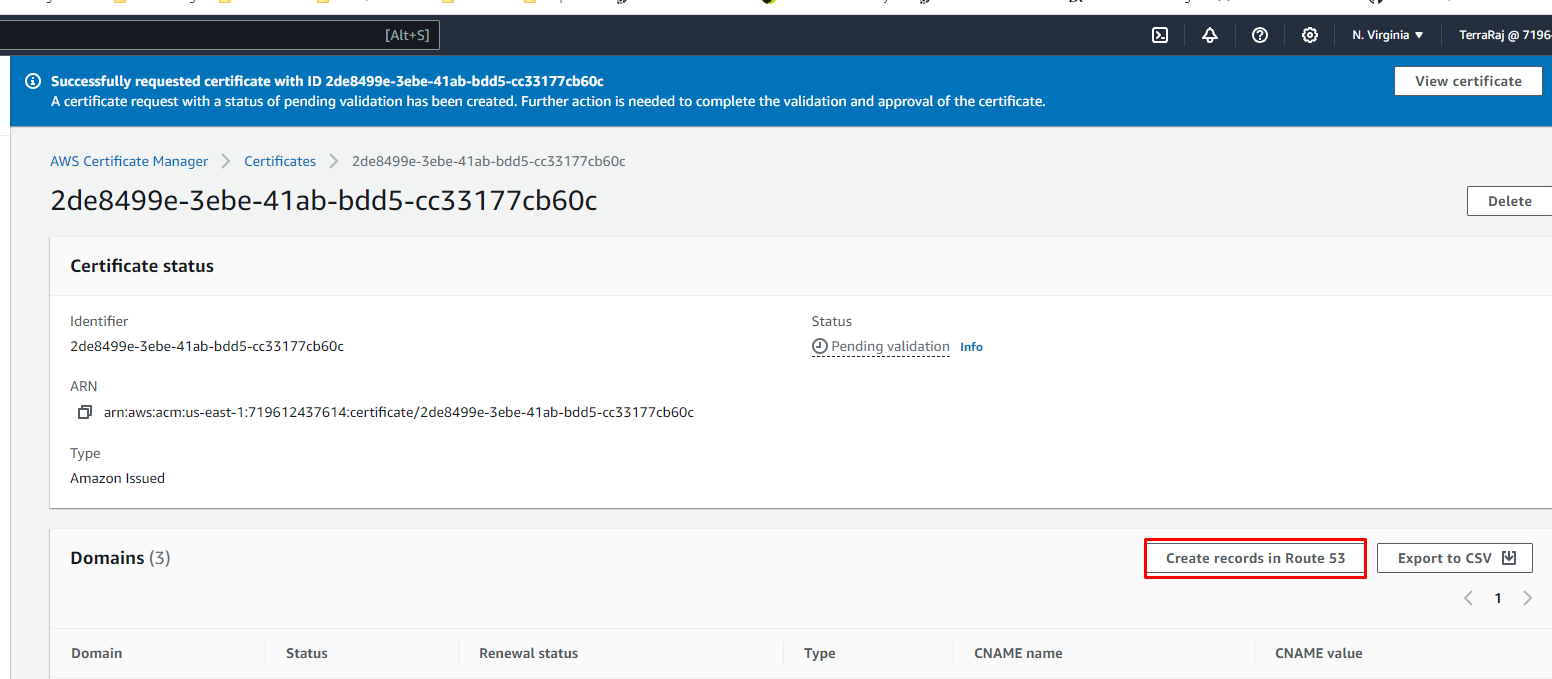 [Alt+S]
N. Virginia ▼
TerraRaj @ 7196
Successfully requested certificate with ID 2de8499e-3ebe-41ab-bdd5-cc33177cb60c
A certificate request with a status of pending validation has been created. Further action is needed to complete the validation and approval of the certificate.
View certificate
AWS Certificate Manager > Certificates > 2de8499e-3ebe-41ab-bdd5-cc33177cb60c
2de8499e-3ebe-41ab-bdd5-cc33177cb60c
Delete
Certificate status
Identifier
2de8499e-3ebe-41ab-bdd5-cc33177cb60c
Status
Pending validation Info
ARN
arn:aws:acm:us-east-1:719612437614:certificate/2de8499e-3ebe-41ab-bdd5-cc33177cb60c
Type
Amazon Issued
Domains (3)
Create records in Route 53
Export to CSV
1
Domain Status Renewal status Type CNAME name CNAME value